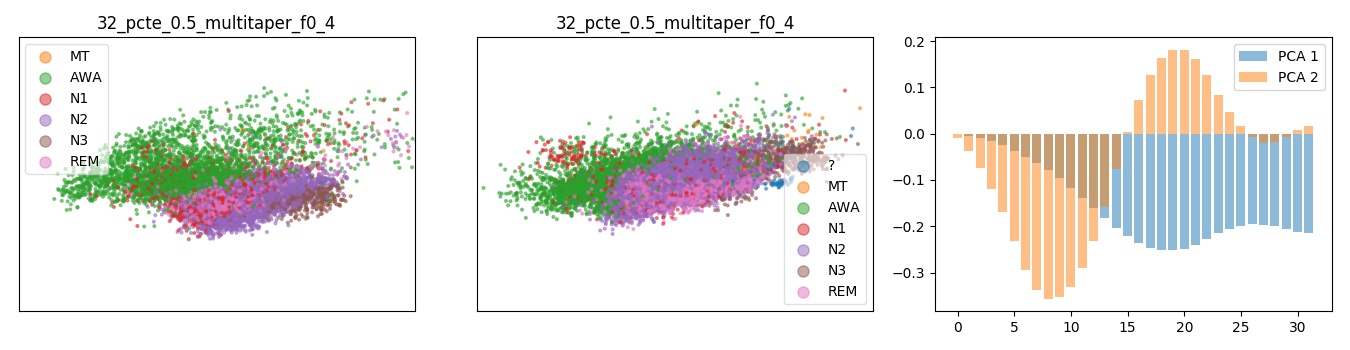 32_pcte_0.5_multitaper_f0_4
MT
AWA
N1
N2
N3
REM
32_pcte_0.5_multitaper_f0_4
?
MT
AWA
N1
N2
N3
REM
PCA 1
PCA 2
0.2
0.1
0.0
−0.1
−0.2
−0.3
0 5 10 15 20 25 30